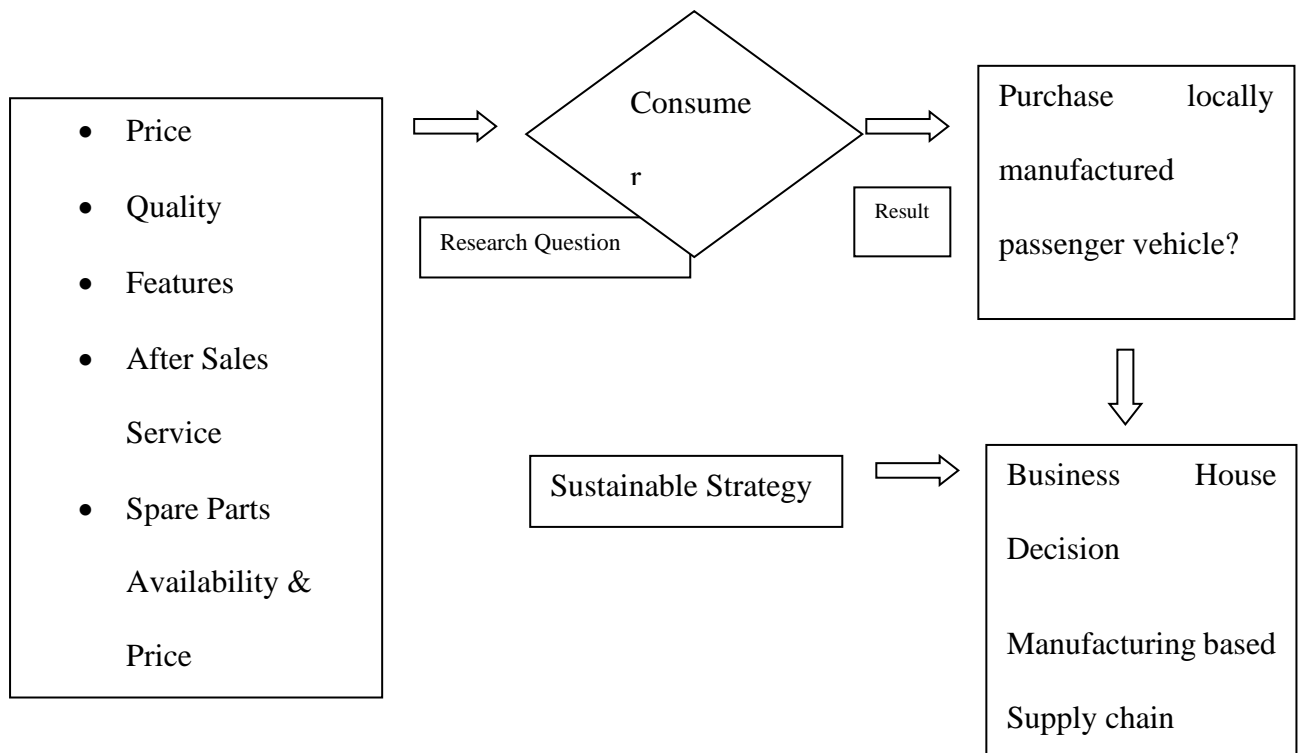 • Price
• Quality
• Features
• After Sales
Service
• Spare Parts
Availability &
Price
Research Question
Consume
r
Result
Purchase locally
manufactured
passenger vehicle?
Sustainable Strategy
Business House
Decision
Manufacturing based
Supply chain